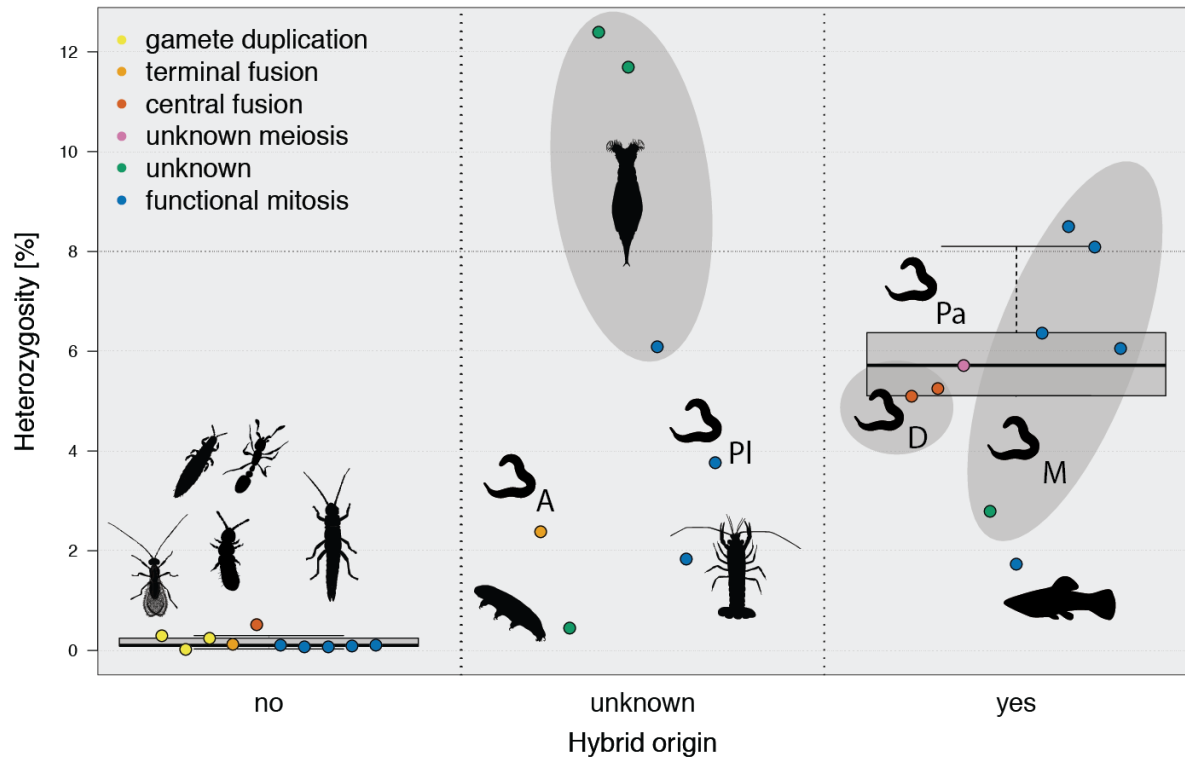 gamete duplication
terminal fusion
central fusion
unknown meiosis
unknown
functional mitosis
Heterozygosity [%]
12
10
8
6
4
2
0
A
Pl
Pa
D
M
no
unknown
yes
Hybrid origin